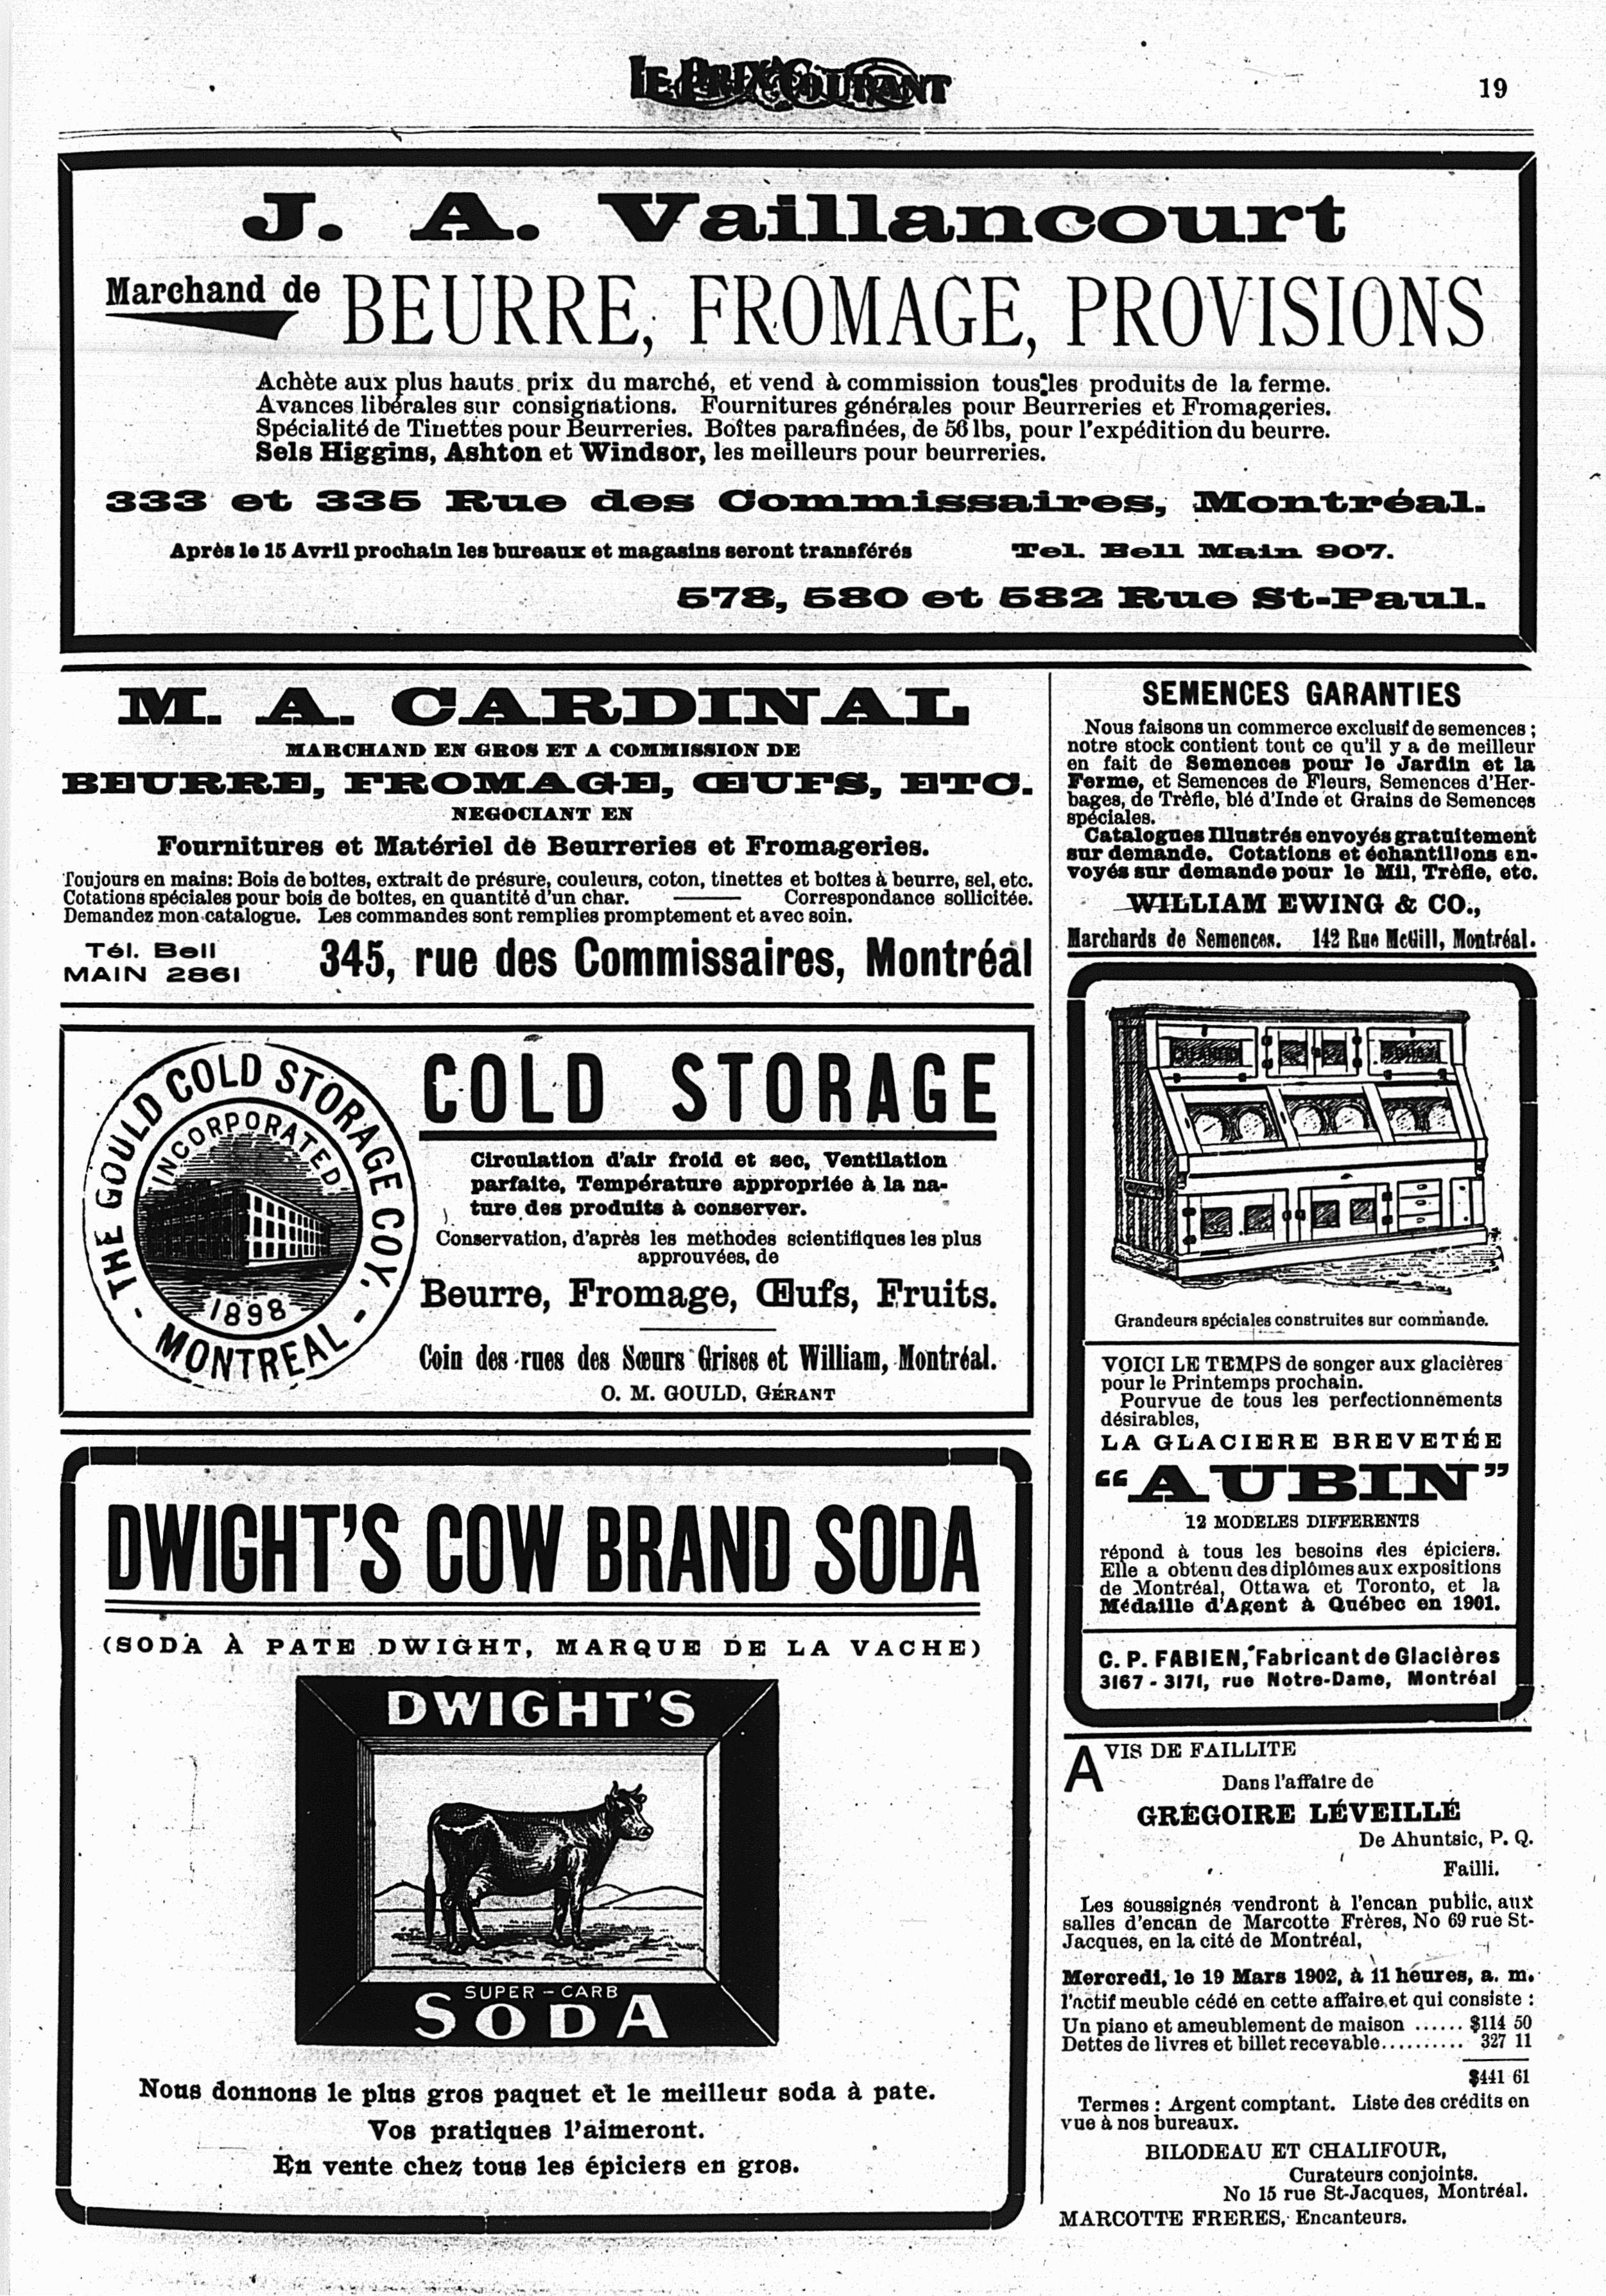 LE PRIX COURANT
19
J. A. Vaillancourt
Marchand de BEURRE, FROMAGE, PROVISIONS
Achète aux plus hauts prix du marché, et vend à commission tous les produits de la ferme.
Avances libérales sur consignations. Fournitures générales pour Beurreries et Fromageries.
Spécialité de Tinettes pour Beurreries. Boîtes parafinées, de 56 lbs, pour l'expédition du beurre.
Sels Higgins, Ashton et Windsor, les meilleurs pour beurreries.
333 et 335 Rue des Commissaires, Montréal.
Après le 15 Avril prochain les bureaux et magasins seront transférés Tel. Bell Main 907.
578, 580 et 582 Rue St-Paul.
M. A. CARDINAL
MARCHAND EN GROS ET A COMMISSION DE
BEURRE, FROMAGE, ŒUFS, ETC.
NEGOCIANT EN
Fournitures et Matériel de Beurreries et Fromageries.
Toujours en mains: Bois de boîtes, extrait de présure, couleurs, coton, tinettes et boîtes à beurre, sel, etc.
Cotations spéciales pour bois de boîtes, en quantité d'un char. ——— Correspondance sollicitée.
Demandez mon catalogue. Les commandes sont remplies promptement et avec soin.
Tél. Bell
MAIN 2861
345, rue des Commissaires, Montréal
THE GOULD COLD STORAGE COY.
INCORPORATED
1898
- MONTREAL -
COLD STORAGE
Circulation d'air froid et sec, Ventilation
parfaite, Température appropriée à la na-
ture des produits à conserver.
Conservation, d'après les méthodes scientifiques les plus
approuvées, de
Beurre, Fromage, Œufs, Fruits.
Coin des rues des Sœurs Grises et William, Montréal.
O. M. GOULD, GÉRANT
DWIGHT'S COW BRAND SODA
(SODA À PATE DWIGHT, MARQUE DE LA VACHE)
DWIGHT'S
SUPER-CARB
SODA
Nous donnons le plus gros paquet et le meilleur soda à pate.
Vos pratiques l'aimeront.
En vente chez tous les épiciers en gros.
SEMENCES GARANTIES
Nous faisons un commerce exclusif de semences ;
notre stock contient tout ce qu'il y a de meilleur
en fait de Semences pour le Jardin et la
Ferme, et Semences de Fleurs, Semences d'Her-
bages, de Trèfle, blé d'Inde et Grains de Semences
spéciales.
Catalogues Illustrés envoyés gratuitement
sur demande. Cotations et échantillons en-
voyés sur demande pour le Mil, Trèfle, etc.
WILLIAM EWING & CO.,
Marchards de Semences. 142 Rue McGill, Montréal.
Grandeurs spéciales construites sur commande.
VOICI LE TEMPS de songer aux glacières
pour le Printemps prochain.
Pourvue de tous les perfectionnements
désirables,
LA GLACIERE BREVETÉE
“AUBIN”
12 MODELES DIFFERENTS
répond à tous les besoins des épiciers.
Elle a obtenu des diplômes aux expositions
de Montréal, Ottawa et Toronto, et la
Médaille d'Agent à Québec en 1901.
C. P. FABIEN, Fabricant de Glacières
3167 - 3171, rue Notre-Dame, Montréal
AVIS DE FAILLITE
Dans l'affaire de
GRÉGOIRE LÉVEILLÉ
De Ahuntsic, P. Q.
Failli.
Les soussignés vendront à l'encan public, aux
salles d'encan de Marcotte Frères, No 69 rue St-
Jacques, en la cité de Montréal,
Mercredi, le 19 Mars 1902, à 11 heures, a. m.
l'actif meuble cédé en cette affaire et qui consiste :
Un piano et ameublement de maison ...... $114 50
Dettes de livres et billet recevable.......... 327 11
$441 61
Termes : Argent comptant. Liste des crédits en
vue à nos bureaux.
BILODEAU ET CHALIFOUR,
Curateurs conjoints.
No 15 rue St-Jacques, Montréal.
MARCOTTE FRERES, Encanteurs.